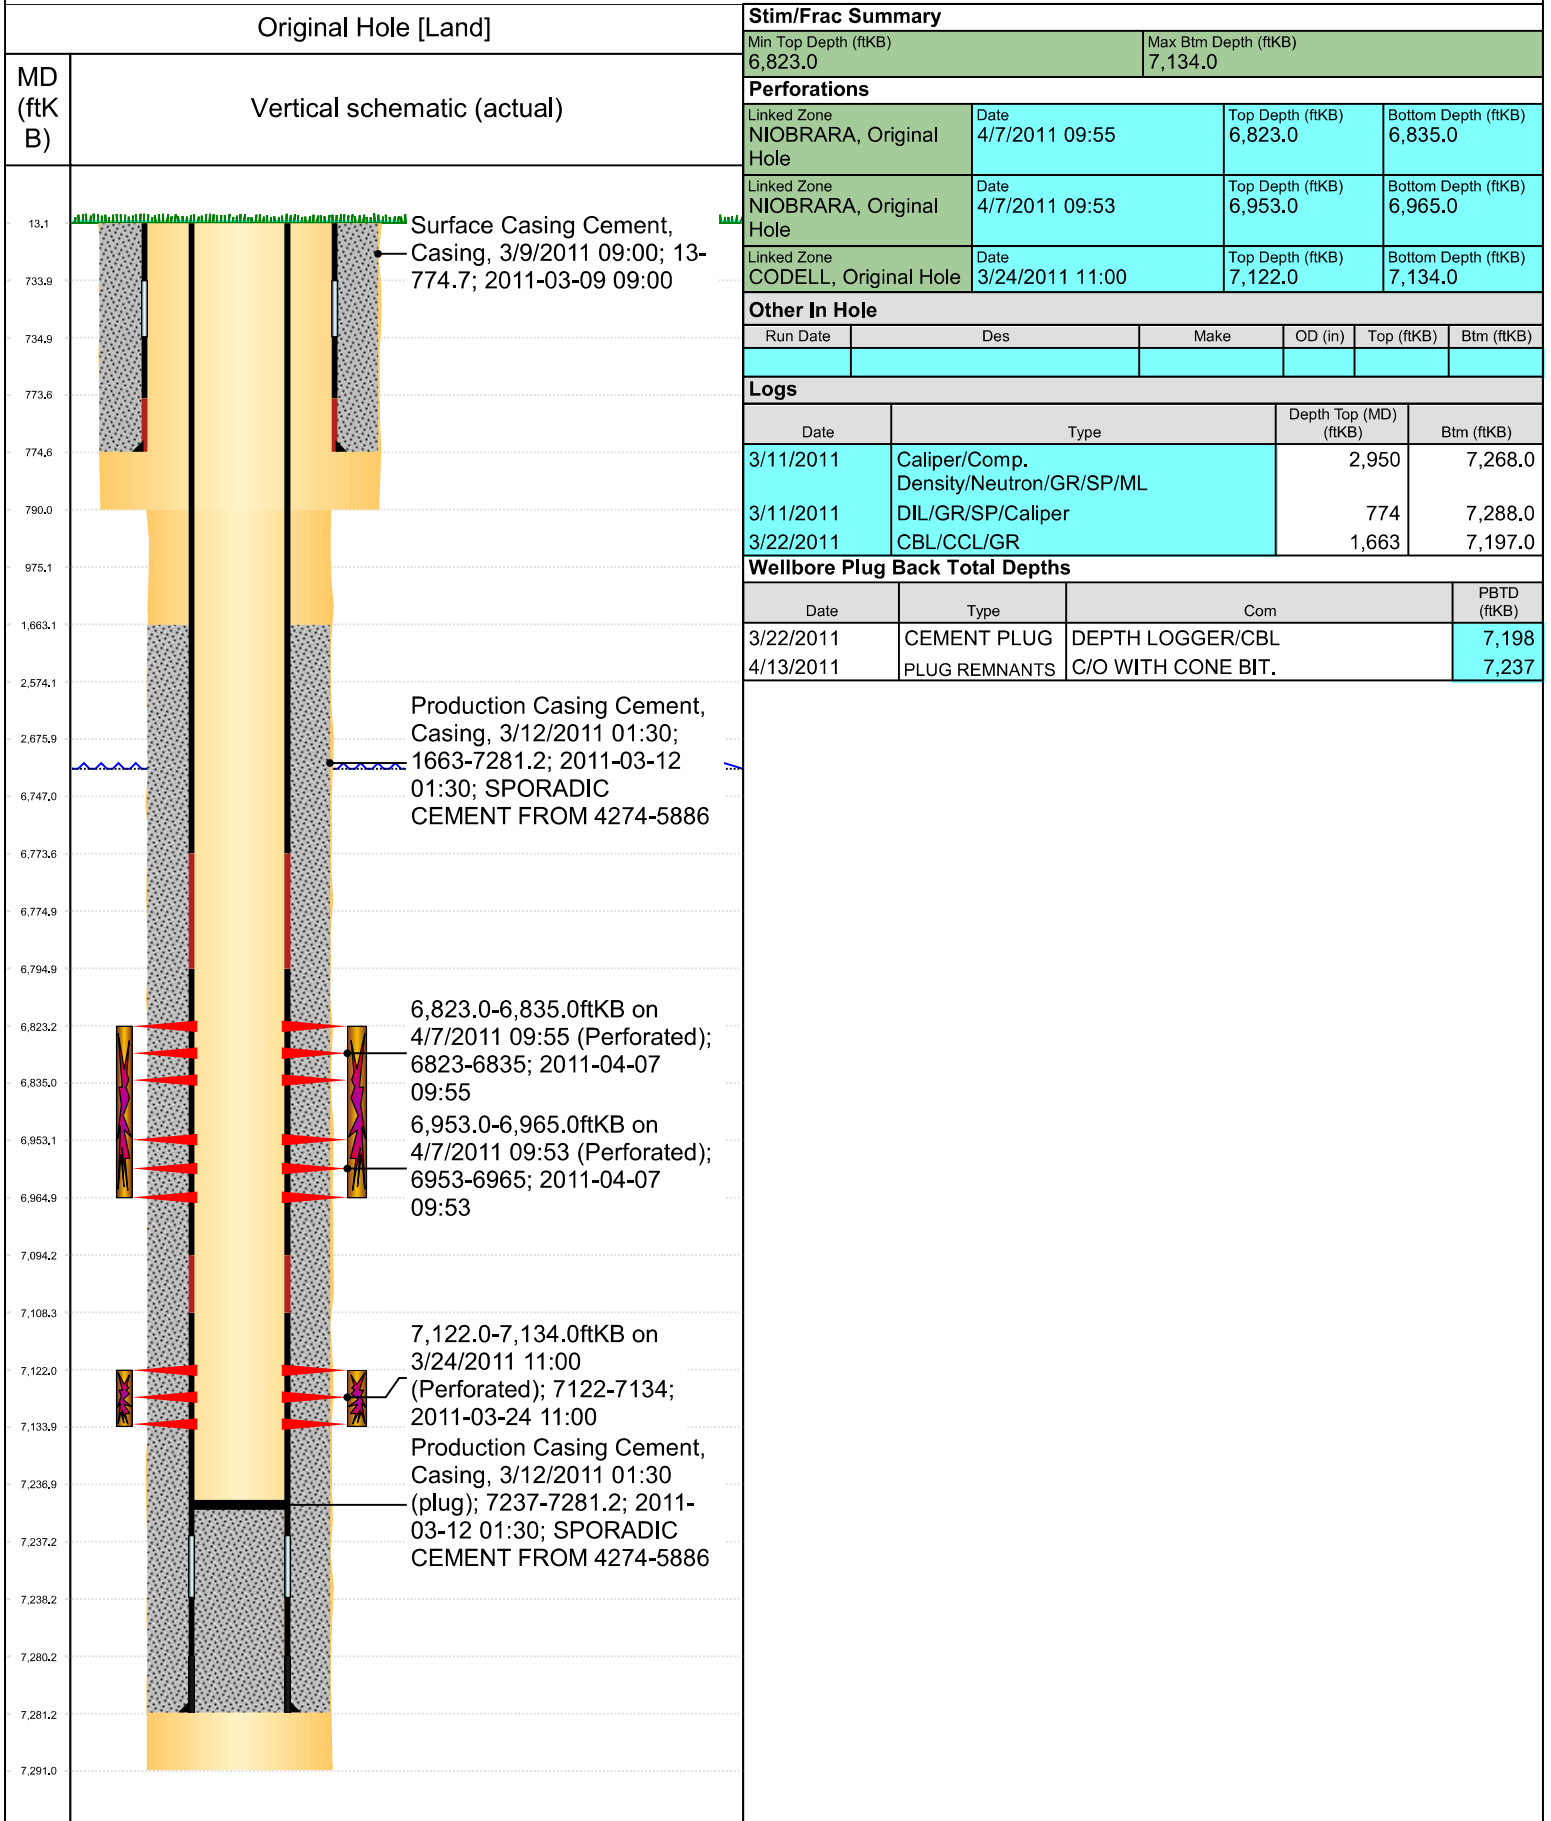 Original Hole [Land]
MD
(ftK
B)
Vertical schematic (actual)
13.1
733.9
734.9
773.6
774.6
790.0
975.1
1,663.1
2,574.1
2,675.9
6,747.0
6,773.6
6,774.9
6,794.9
6,823.2
6,835.0
6,953.1
6,964.9
7,094.2
7,108.3
7,122.0
7,133.9
7,236.9
7,237.2
7,238.2
7,280.2
7,281.2
7,291.0
Surface Casing Cement,
Casing, 3/9/2011 09:00; 13-
774.7; 2011-03-09 09:00
Production Casing Cement,
Casing, 3/12/2011 01:30;
1663-7281.2; 2011-03-12
01:30; SPORADIC
CEMENT FROM 4274-5886
6,823.0-6,835.0ftKB on
4/7/2011 09:55 (Perforated);
6823-6835; 2011-04-07
09:55
6,953.0-6,965.0ftKB on
4/7/2011 09:53 (Perforated);
6953-6965; 2011-04-07
09:53
7,122.0-7,134.0ftKB on
3/24/2011 11:00
(Perforated); 7122-7134;
2011-03-24 11:00
Production Casing Cement,
Casing, 3/12/2011 01:30
(plug); 7237-7281.2; 2011-
03-12 01:30; SPORADIC
CEMENT FROM 4274-5886
Stim/Frac Summary
Min Top Depth (ftKB) Max Btm Depth (ftKB)
6,823.0 7,134.0
Perforations
Linked Zone Date Top Depth (ftKB) Bottom Depth (ftKB)
NIOBRARA, Original 4/7/2011 09:55 6,823.0 6,835.0
Hole
Linked Zone Date Top Depth (ftKB) Bottom Depth (ftKB)
NIOBRARA, Original 4/7/2011 09:53 6,953.0 6,965.0
Hole
Linked Zone Date Top Depth (ftKB) Bottom Depth (ftKB)
CODELL, Original Hole 3/24/2011 11:00 7,122.0 7,134.0
Other In Hole
Run Date Des Make OD (in) Top (ftKB) Btm (ftKB)
Logs
Date Type Depth Top (MD) Btm (ftKB)
(ftKB)
3/11/2011 Caliper/Comp. 2,950 7,268.0
Density/Neutron/GR/SP/ML
3/11/2011 DIL/GR/SP/Caliper 774 7,288.0
3/22/2011 CBL/CCL/GR 1,663 7,197.0
Wellbore Plug Back Total Depths
Date Type Com PBTD
(ftKB)
3/22/2011 CEMENT PLUG DEPTH LOGGER/CBL 7,198
4/13/2011 PLUG REMNANTS C/O WITH CONE BIT. 7,237